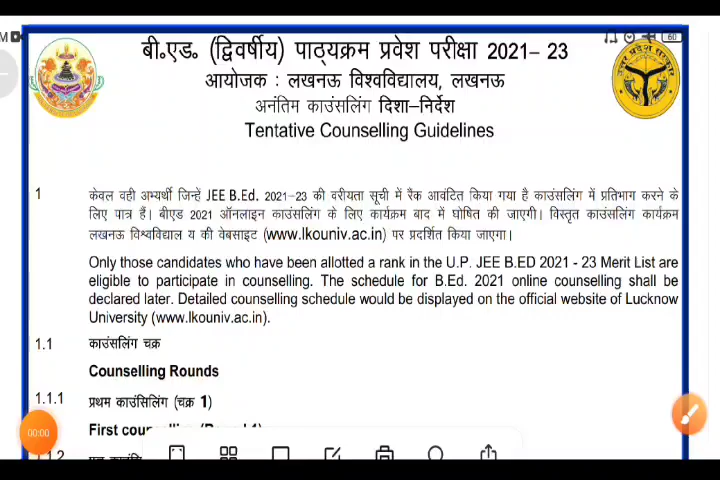 बी॰एड॰ (द्विवर्षीय) पाठ्यक्रम प्रवेश परीक्षा 2021– 23
आयोजक : लखनऊ विश्वविद्यालय, लखनऊ
अनंतिम काउंसलिंग दिशा–निर्देश
Tentative Counselling Guidelines
1 केवल वही अभ्यर्थी जिन्हें JEE B.Ed. 2021-23 की वरीयता सूची में रैंक आवंटित किया गया है काउंसलिंग में प्रतिभाग करने के
लिए पात्र हैं। बीएड 2021 ऑनलाइन काउंसलिंग के लिए कार्यक्रम बाद में घोषित की जाएगी। विस्तृत काउंसलिंग कार्यक्रम
लखनऊ विश्वविद्याल य की वेबसाइट (www.lkouniv.ac.in) पर प्रदर्शित किया जाएगा।
Only those candidates who have been allotted a rank in the U.P. JEE B.ED 2021 - 23 Merit List are
eligible to participate in counselling. The schedule for B.Ed. 2021 online counselling shall be
declared later. Detailed counselling schedule would be displayed on the official website of Lucknow
University (www.lkouniv.ac.in).
1.1 काउंसलिंग चक्र
Counselling Rounds
1.1.1 प्रथम काउंसिलिंग (चक्र 1)
00:00
First
1.1.2
60